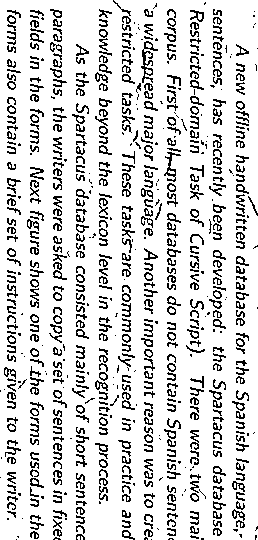 A new offline handwritten database for the Spanish language,
sentences, has recently been developed: the Spartacus database
Restricted-domain Task of Cursive Script). There were two mai
corpus. First of all, most databases do not contain Spanish senten
a widespread major language. Another important reason was to cre
restricted tasks. These tasks are commonly used in practice and
knowledge beyond the lexicon level in the recognition process.
As the Spartacus database consisted mainly of short sentence
paragraphs, the writers were asked to copy a set of sentences in fixe
fields in the forms. Next figure shows one of the forms used in the
forms also contain a brief set of instructions given to the writer.